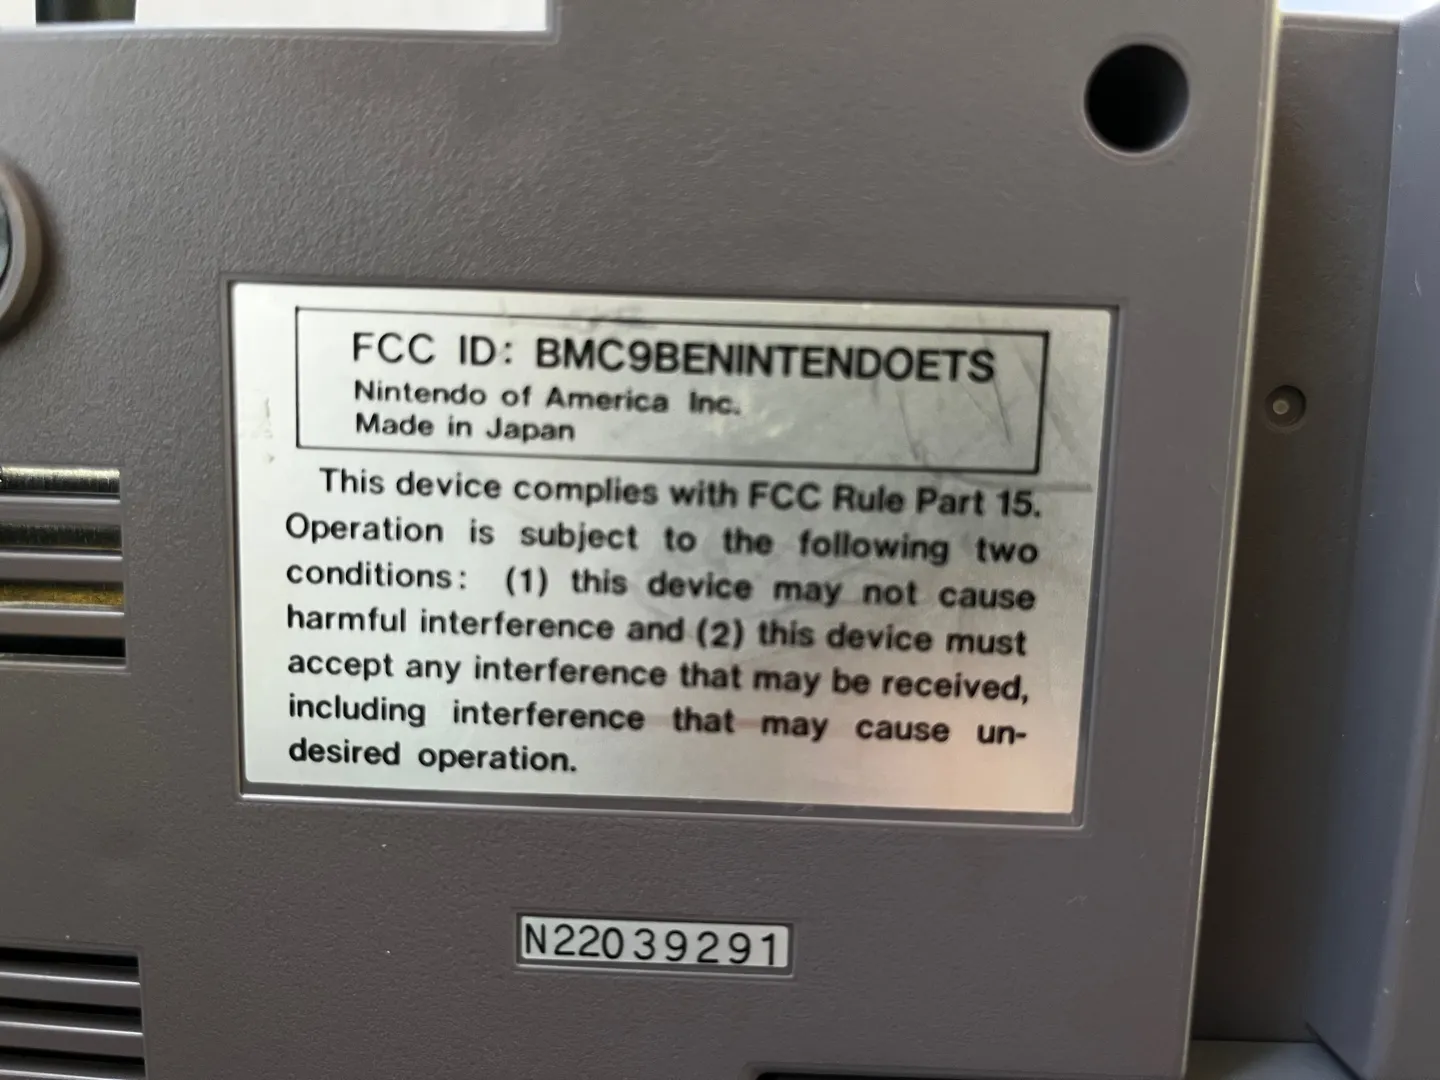 FCC ID: BMC9BENINTENDOETS
Nintendo of America Inc.
Made in Japan
This device complies with FCC Rule Part 15.
Operation is subject to the following two
conditions: (1) this device may not cause
harmful interference and (2) this device must
accept any interference that may be received,
including interference that may cause un-
desired operation.
N22039291